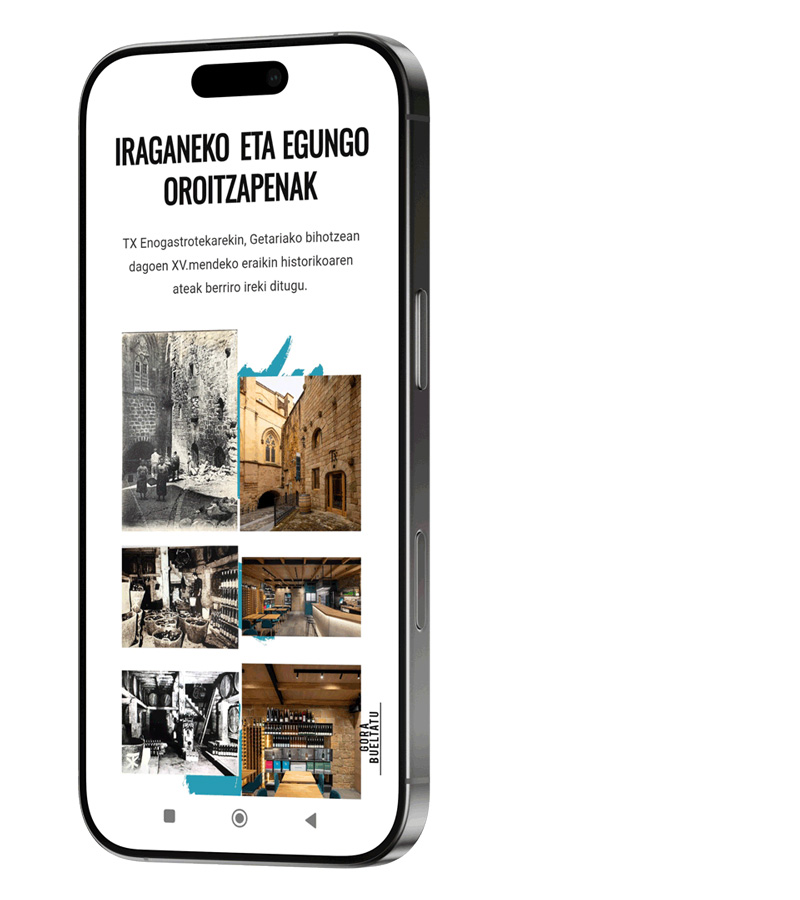 IRAGANEKO ETA EGUNGO
OROITZAPENAK
TX Enogastrotekarekin, Getariako bihotzean
dagoen XV.mendeko eraikin historikoaren
ateak berriro ireki ditugu.
TX
GORA
BUELTATU